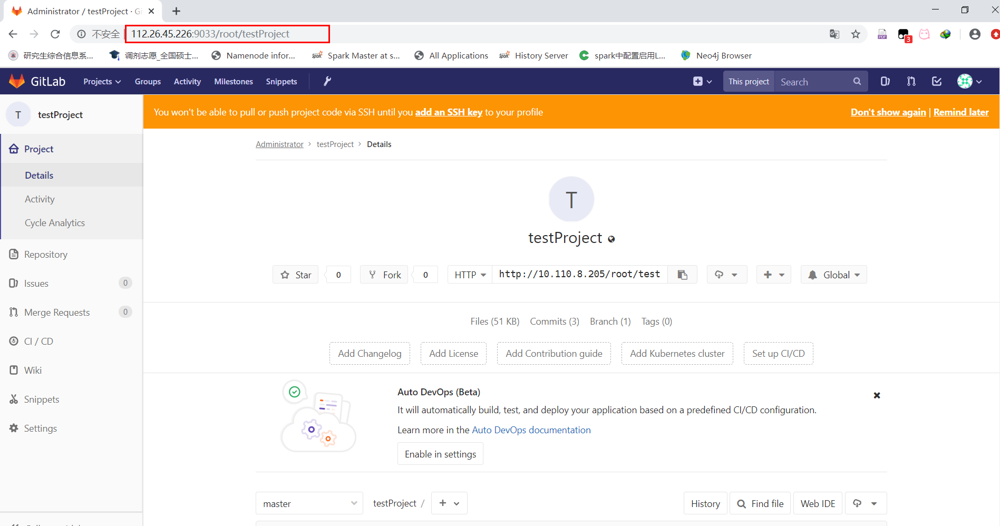 Administrator / testProject · Gi
不安全 | 112.26.45.226:9033/root/testProject
PDF
3
研究生综合信息系...
调剂志愿_全国硕士...
Namenode infor...
Spark Master at s...
All Applications
History Server
spark中配置启用L...
Neo4j Browser
GitLab
Projects
Groups
Activity
Milestones
Snippets
This project
Search
T
testProject
You won't be able to pull or push project code via SSH until you add an SSH key to your profile
Don't show again | Remind later
Project
Details
Activity
Cycle Analytics
Repository
Issues 0
Merge Requests 0
CI / CD
Wiki
Snippets
Settings
Administrator > testProject > Details
T
testProject
Star 0
Fork 0
HTTP
http://10.110.8.205/root/test
Global
Files (51 KB) Commits (3) Branch (1) Tags (0)
Add Changelog
Add License
Add Contribution guide
Add Kubernetes cluster
Set up CI/CD
Auto DevOps (Beta)
It will automatically build, test, and deploy your application based on a predefined CI/CD configuration.
Learn more in the Auto DevOps documentation
Enable in settings
master
testProject /
History
Find file
Web IDE